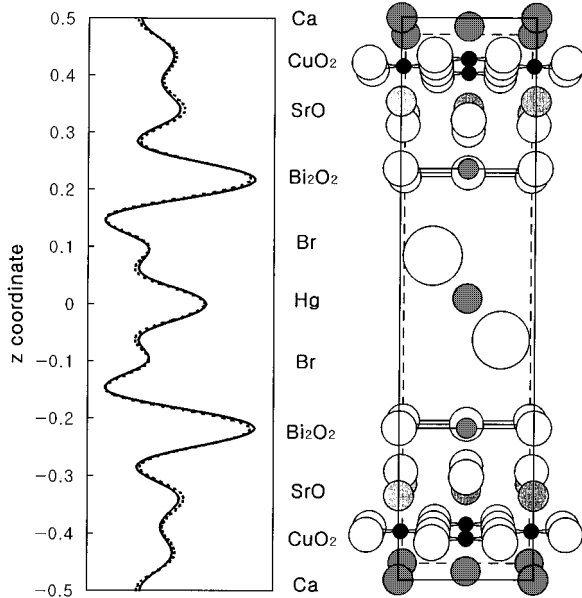 z coordinate
0.5
0.4
0.3
0.2
0.1
0
−0.1
−0.2
−0.3
−0.4
−0.5
Ca
CuO₂
SrO
Bi₂O₂
Br
Hg
Br
Bi₂O₂
SrO
CuO₂
Ca